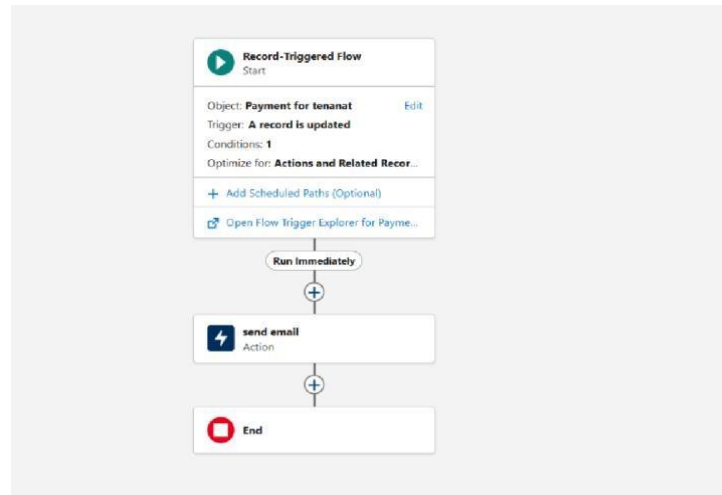 Record-Triggered Flow
Start
Object: Payment for tenanat Edit
Trigger: A record is updated
Conditions: 1
Optimize for: Actions and Related Recor...
+ Add Scheduled Paths (Optional)
Open Flow Trigger Explorer for Payme...
Run Immediately
send email
Action
End